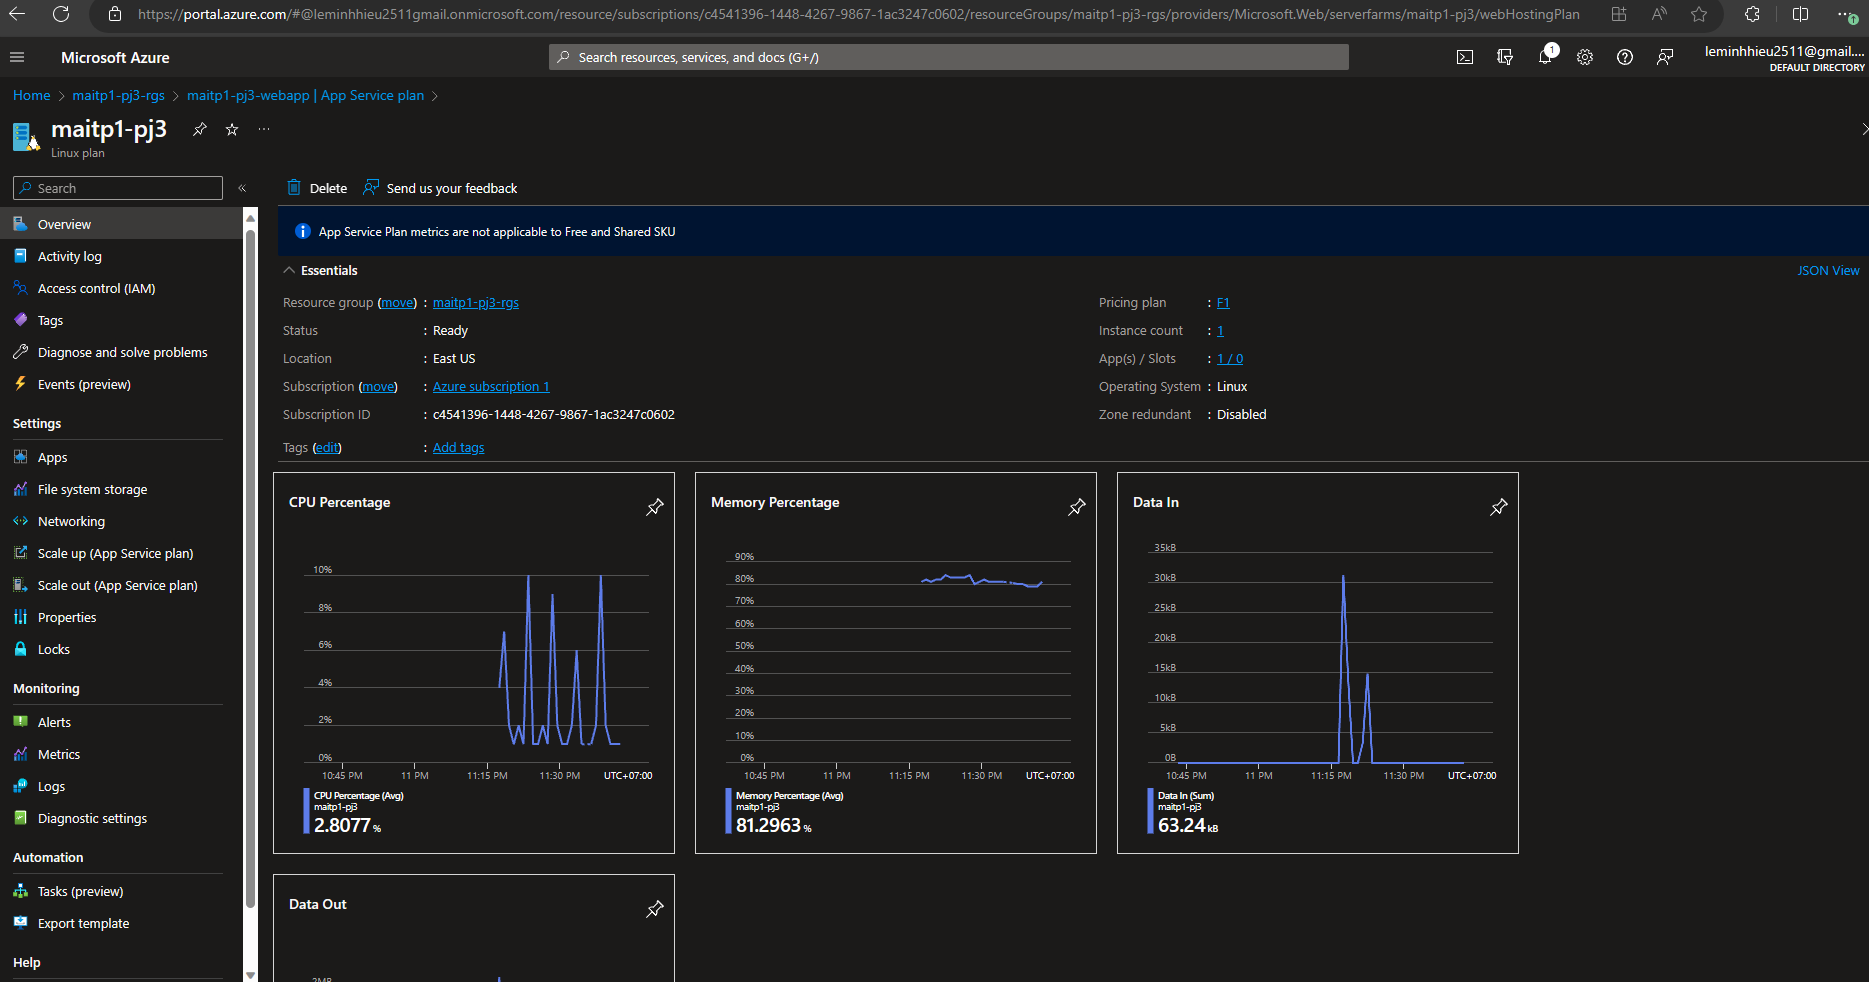 https://portal.azure.com/#@leminhhieu2511gmail.onmicrosoft.com/resource/subscriptions/c4541396-1448-4267-9867-1ac3247c0602/resourceGroups/maitp1-pj3-rgs/providers/Microsoft.Web/serverfarms/maitp1-pj3/webHostingPlan
Microsoft Azure
Search resources, services, and docs (G+/)
1
leminhhieu2511@gmail....
DEFAULT DIRECTORY
Home > maitp1-pj3-rgs > maitp1-pj3-webapp | App Service plan >
maitp1-pj3
Linux plan
Search
«
Overview
Activity log
Access control (IAM)
Tags
Diagnose and solve problems
Events (preview)
Settings
Apps
File system storage
Networking
Scale up (App Service plan)
Scale out (App Service plan)
Properties
Locks
Monitoring
Alerts
Metrics
Logs
Diagnostic settings
Automation
Tasks (preview)
Export template
Help
Delete
Send us your feedback
App Service Plan metrics are not applicable to Free and Shared SKU
Essentials
JSON View
Resource group (move) : maitp1-pj3-rgs
Status : Ready
Location : East US
Subscription (move) : Azure subscription 1
Subscription ID : c4541396-1448-4267-9867-1ac3247c0602
Tags (edit) : Add tags
Pricing plan : F1
Instance count : 1
App(s) / Slots : 1 / 0
Operating System : Linux
Zone redundant : Disabled
CPU Percentage
10%
8%
6%
4%
2%
0%
10:45 PM 11 PM 11:15 PM 11:30 PM UTC+07:00
CPU Percentage (Avg)
maitp1-pj3
2.8077 %
Memory Percentage
90%
80%
70%
60%
50%
40%
30%
20%
10%
0%
10:45 PM 11 PM 11:15 PM 11:30 PM UTC+07:00
Memory Percentage (Avg)
maitp1-pj3
81.2963 %
Data In
35kB
30kB
25kB
20kB
15kB
10kB
5kB
0B
10:45 PM 11 PM 11:15 PM 11:30 PM UTC+07:00
Data In (Sum)
maitp1-pj3
63.24 kB
Data Out
2MB